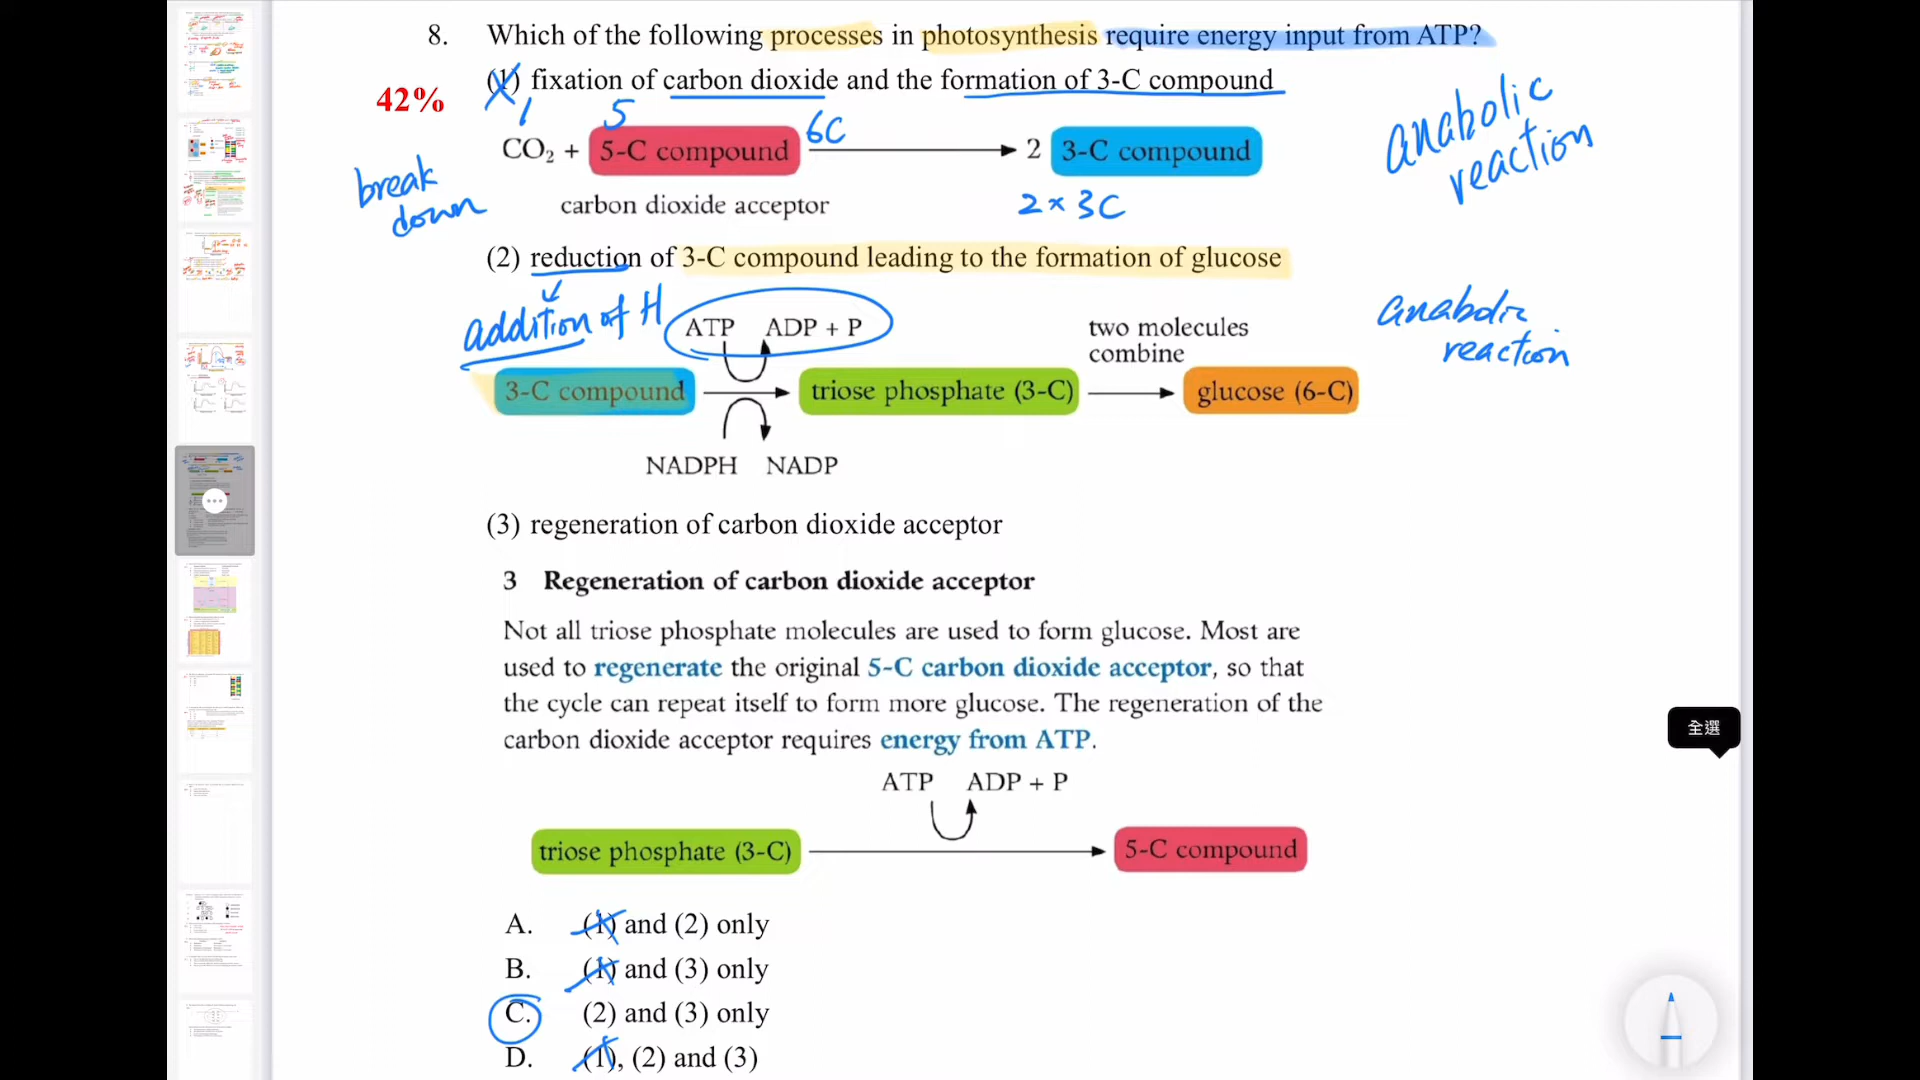 8. Which of the following processes in photosynthesis require energy input from ATP?
(1) fixation of carbon dioxide and the formation of 3-C compound
42%
1 5 6C
CO₂ + 5-C compound → 2 3-C compound
carbon dioxide acceptor
2 × 3C
break down
anabolic reaction
(2) reduction of 3-C compound leading to the formation of glucose
addition of H
ATP ADP + P
two molecules combine
anabolic reaction
3-C compound → triose phosphate (3-C) → glucose (6-C)
NADPH NADP
(3) regeneration of carbon dioxide acceptor
3 Regeneration of carbon dioxide acceptor
Not all triose phosphate molecules are used to form glucose. Most are
used to regenerate the original 5-C carbon dioxide acceptor, so that
the cycle can repeat itself to form more glucose. The regeneration of the
carbon dioxide acceptor requires energy from ATP.
全選
ATP ADP + P
triose phosphate (3-C) → 5-C compound
A. (1) and (2) only
B. (1) and (3) only
C. (2) and (3) only
D. (1), (2) and (3)